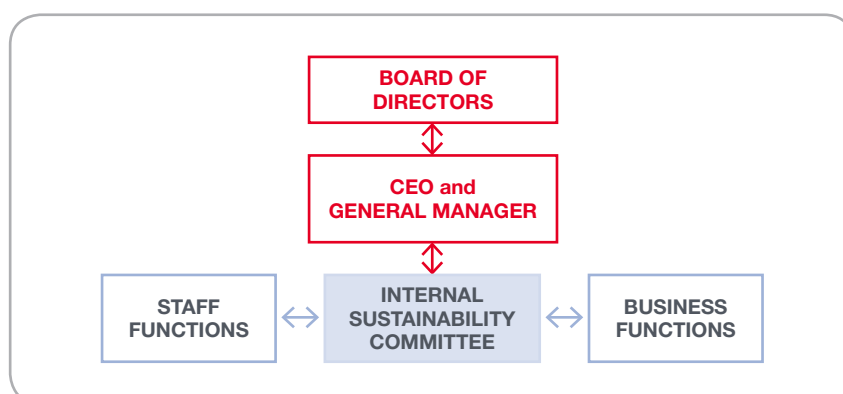 BOARD OF
DIRECTORS
CEO and
GENERAL MANAGER
STAFF
FUNCTIONS
INTERNAL
SUSTAINABILITY
COMMITTEE
BUSINESS
FUNCTIONS